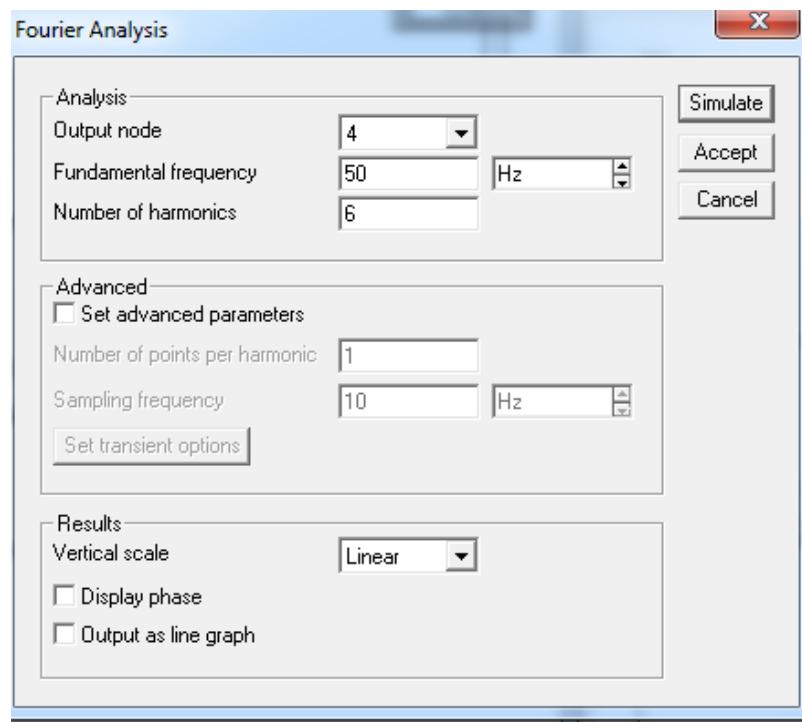 Fourier Analysis
x
Analysis
Output node 4
Fundamental frequency 50 Hz
Number of harmonics 6
Simulate
Accept
Cancel
Advanced
Set advanced parameters
Number of points per harmonic 1
Sampling frequency 10 Hz
Set transient options
Results
Vertical scale Linear
Display phase
Output as line graph